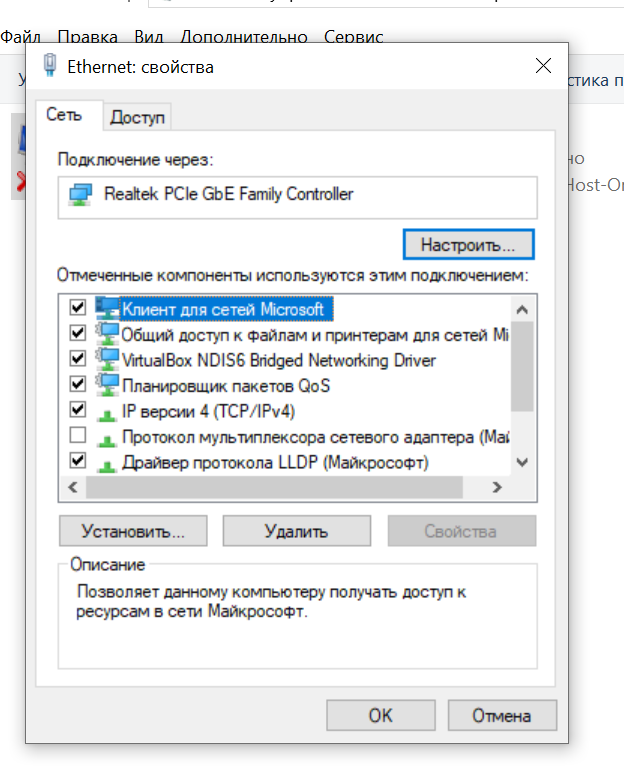 Файл Правка Вид Дополнительно Сервис
Ethernet: свойства
Сеть
Доступ
Подключение через:
Realtek PCIe GbE Family Controller
Настроить...
Отмеченные компоненты используются этим подключением:
Клиент для сетей Microsoft
Общий доступ к файлам и принтерам для сетей Mi
VirtualBox NDIS6 Bridged Networking Driver
Планировщик пакетов QoS
IP версии 4 (TCP/IPv4)
Протокол мультиплексора сетевого адаптера (Май
Драйвер протокола LLDP (Майкрософт)
Установить...
Удалить
Свойства
Описание
Позволяет данному компьютеру получать доступ к
ресурсам в сети Майкрософт.
OK
Отмена
стика п
но
Host-On